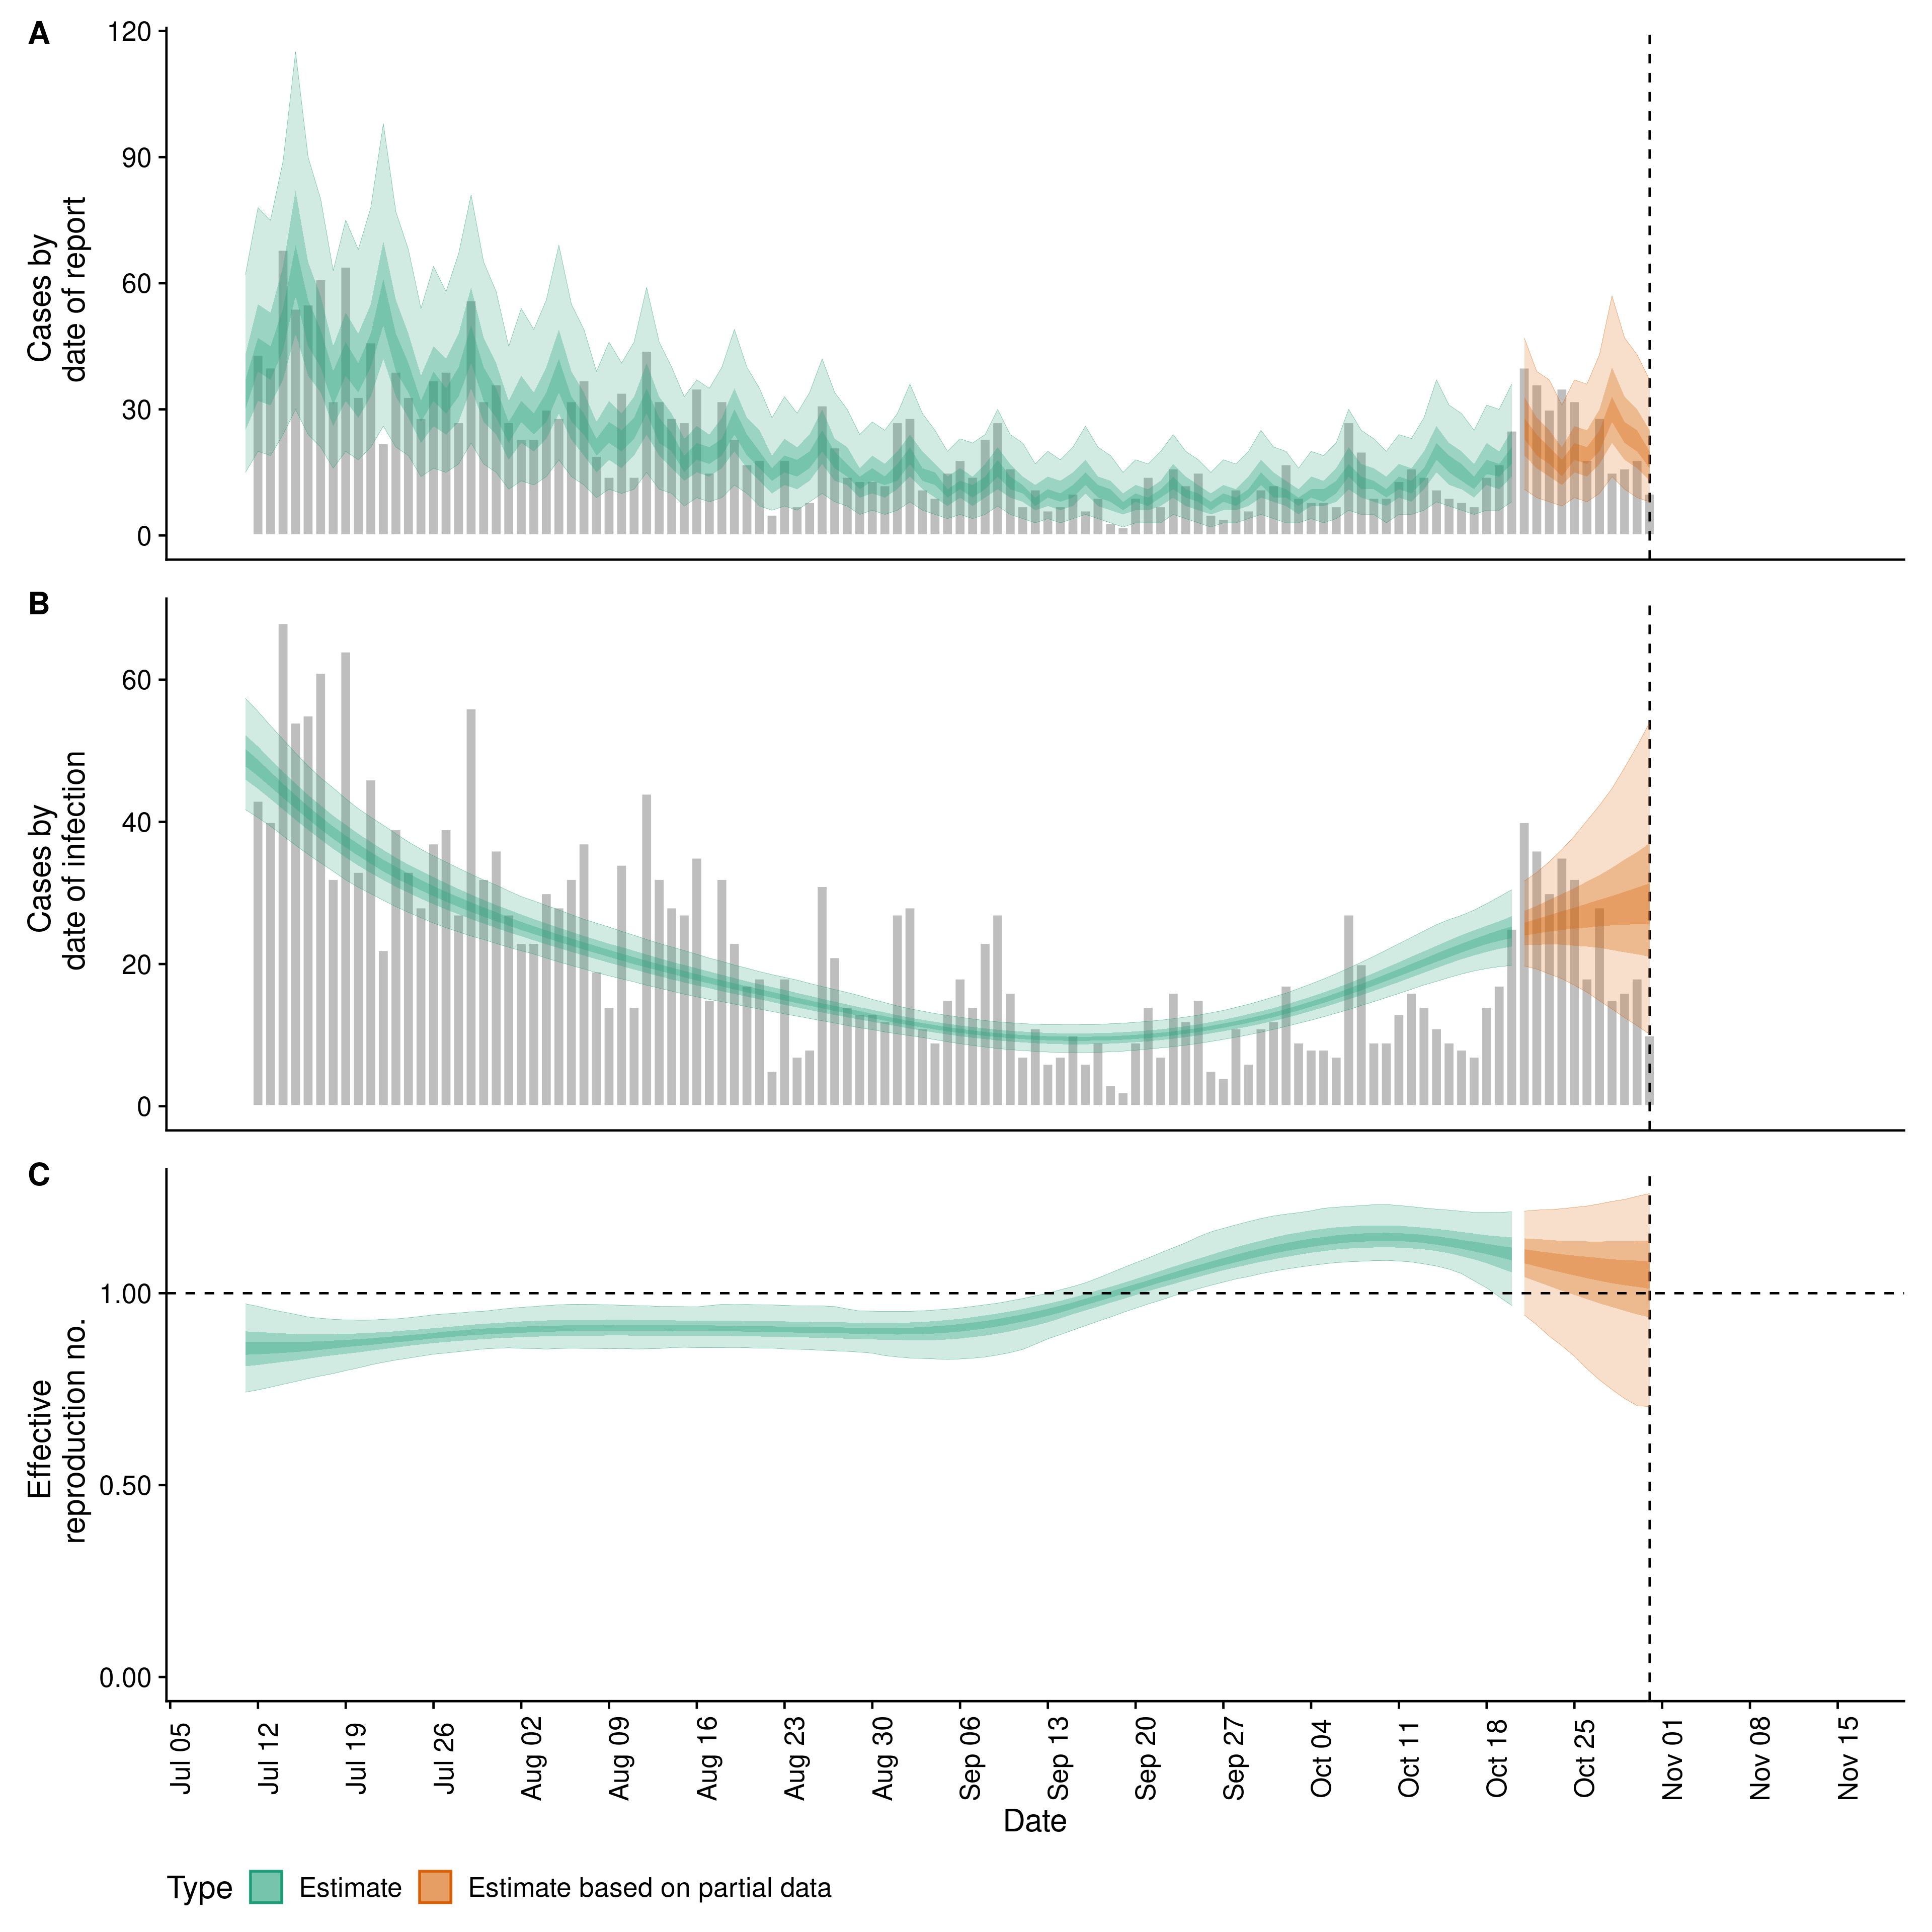 A
Cases by
date of report
120
90
60
30
0
B
Cases by
date of infection
60
40
20
0
C
Effective
reproduction no.
1.00
0.50
0.00
Jul 05
Jul 12
Jul 19
Jul 26
Aug 02
Aug 09
Aug 16
Aug 23
Aug 30
Sep 06
Sep 13
Sep 20
Sep 27
Oct 04
Oct 11
Oct 18
Oct 25
Nov 01
Nov 08
Nov 15
Date
Type Estimate Estimate based on partial data